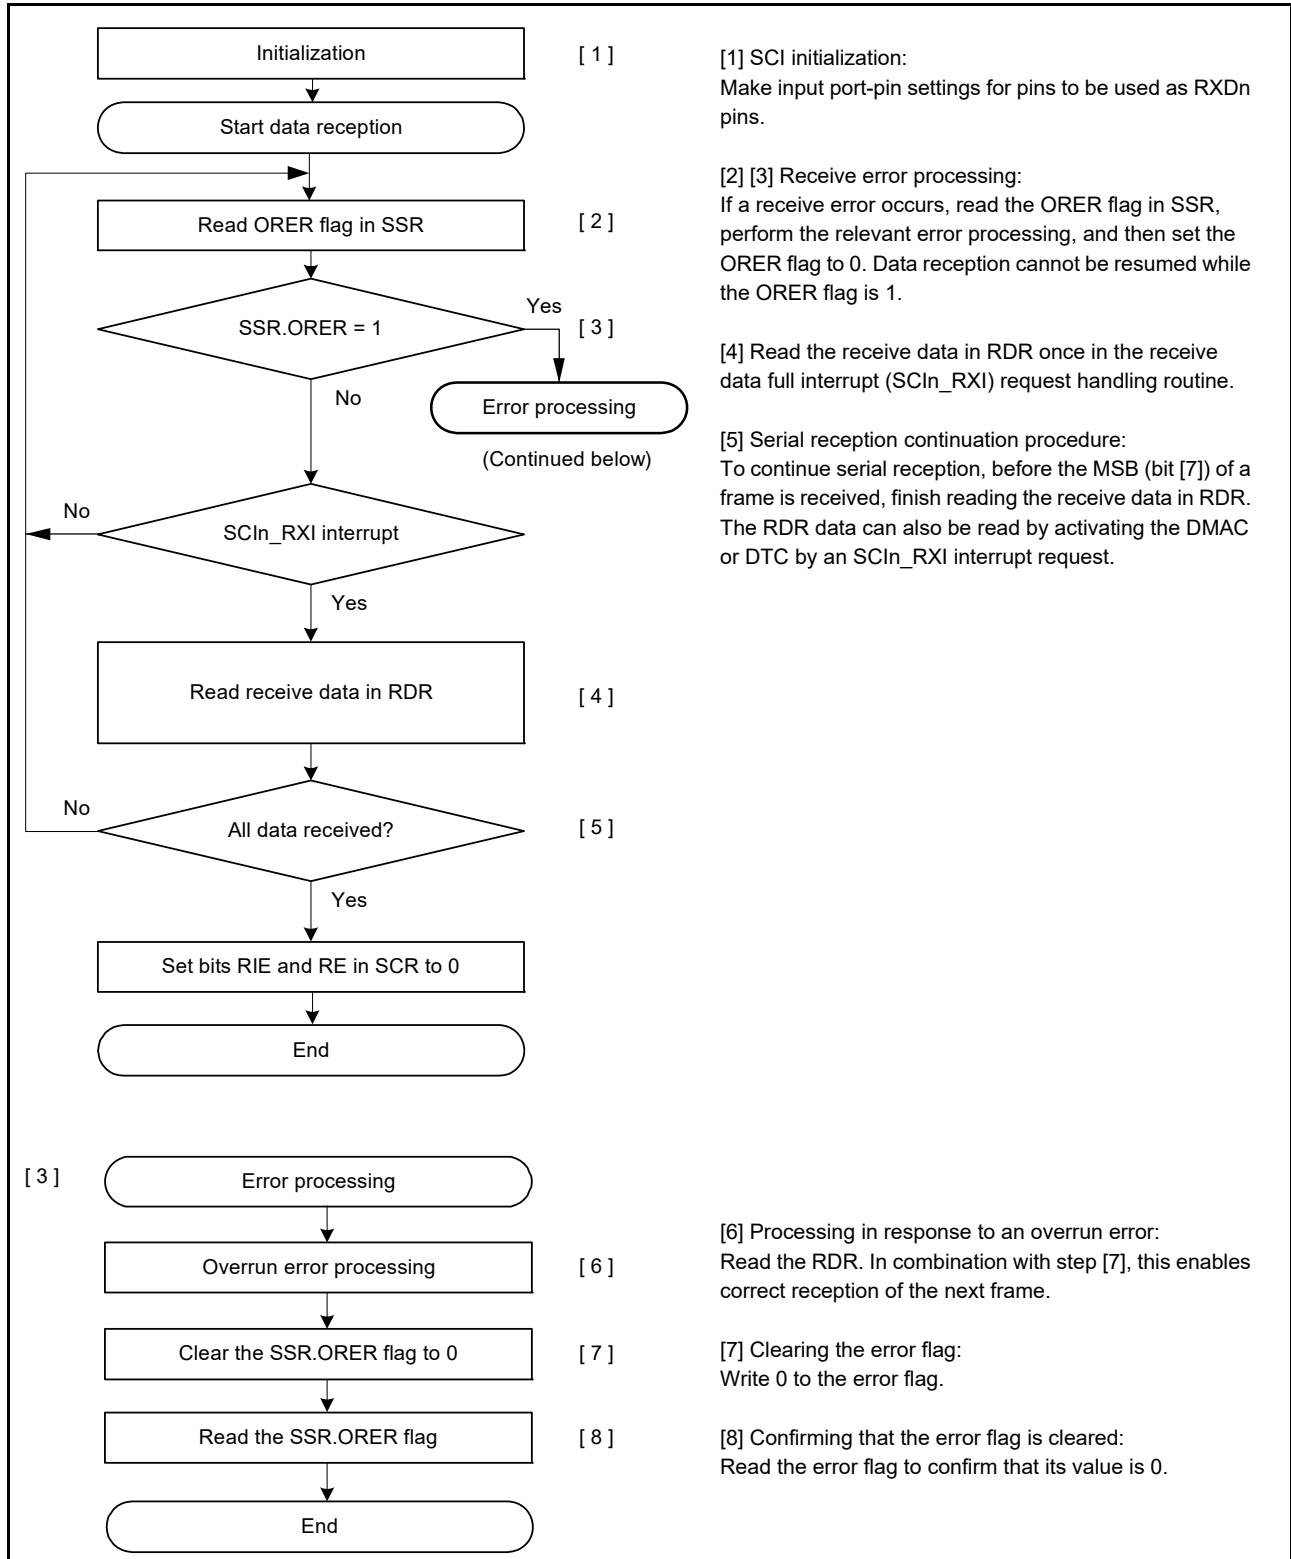 Initialization
[ 1 ]
Start data reception
Read ORER flag in SSR
[ 2 ]
SSR.ORER = 1
Yes
[ 3 ]
No
Error processing
(Continued below)
No
SCIn_RXI interrupt
Yes
Read receive data in RDR
[ 4 ]
No
All data received?
[ 5 ]
Yes
Set bits RIE and RE in SCR to 0
End
[1] SCI initialization:
Make input port-pin settings for pins to be used as RXDn
pins.
[2] [3] Receive error processing:
If a receive error occurs, read the ORER flag in SSR,
perform the relevant error processing, and then set the
ORER flag to 0. Data reception cannot be resumed while
the ORER flag is 1.
[4] Read the receive data in RDR once in the receive
data full interrupt (SCIn_RXI) request handling routine.
[5] Serial reception continuation procedure:
To continue serial reception, before the MSB (bit [7]) of a
frame is received, finish reading the receive data in RDR.
The RDR data can also be read by activating the DMAC
or DTC by an SCIn_RXI interrupt request.
[ 3 ]
Error processing
Overrun error processing
[ 6 ]
Clear the SSR.ORER flag to 0
[ 7 ]
Read the SSR.ORER flag
[ 8 ]
End
[6] Processing in response to an overrun error:
Read the RDR. In combination with step [7], this enables
correct reception of the next frame.
[7] Clearing the error flag:
Write 0 to the error flag.
[8] Confirming that the error flag is cleared:
Read the error flag to confirm that its value is 0.